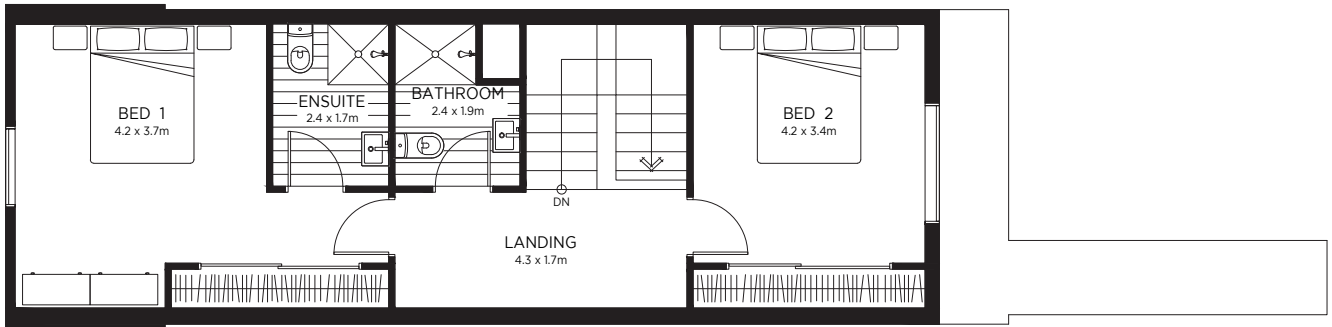 BED 1
4.2 x 3.7m
ENSUITE
2.4 x 1.7m
BATHROOM
2.4 x 1.9m
DN
LANDING
4.3 x 1.7m
BED 2
4.2 x 3.4m